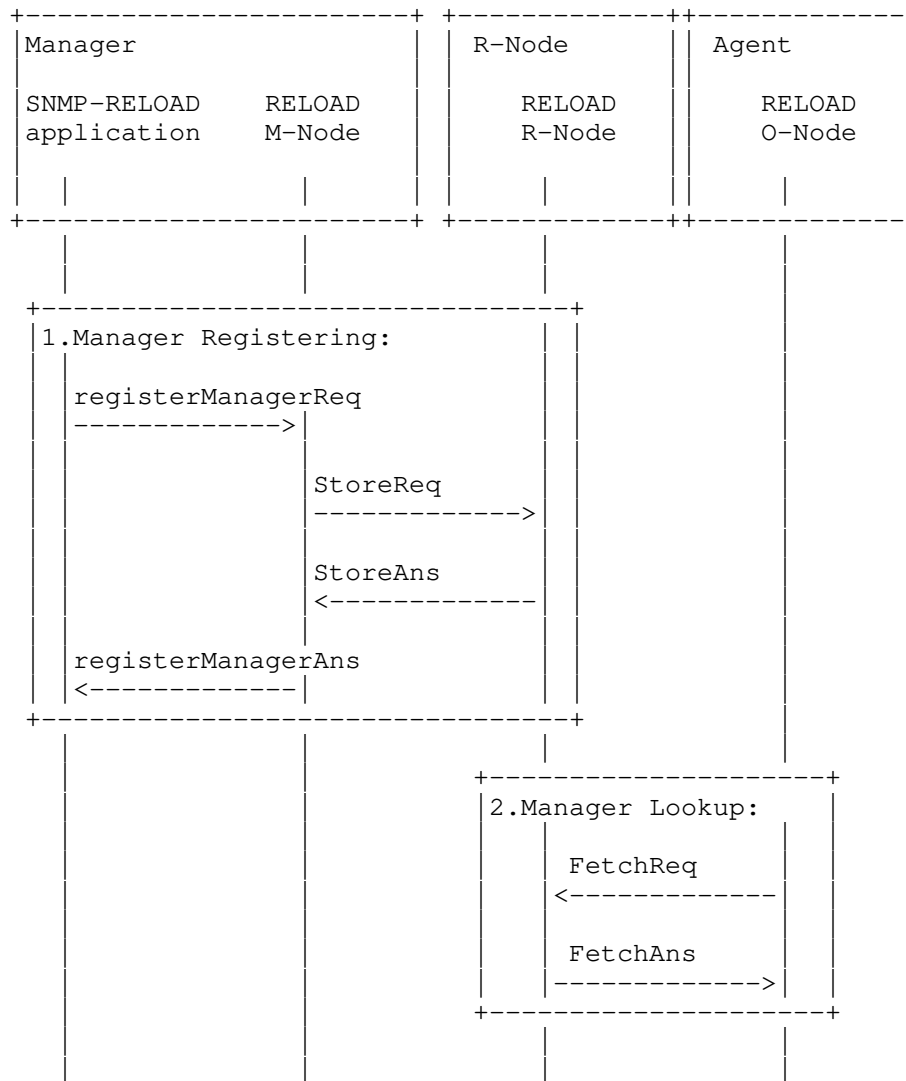 Manager R-Node Agent
SNMP-RELOAD RELOAD RELOAD RELOAD
application M-Node R-Node O-Node
1.Manager Registering:
registerManagerReq
StoreReq
StoreAns
registerManagerAns
2.Manager Lookup:
FetchReq
FetchAns